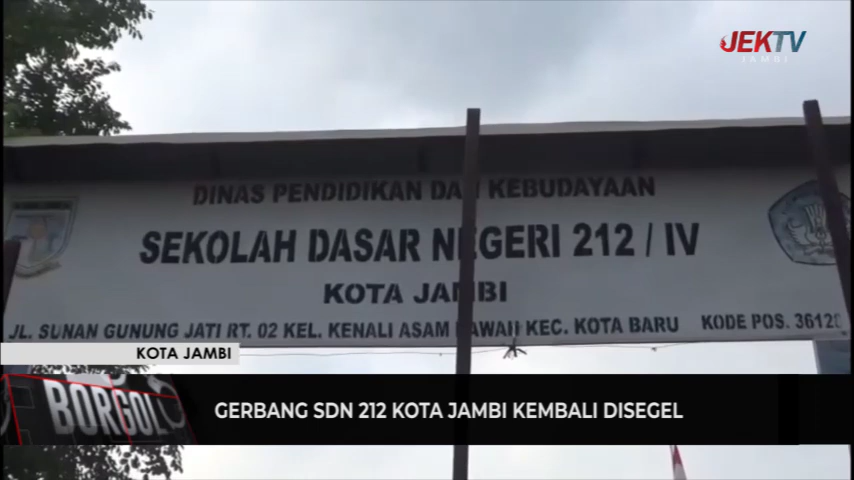 JEKTV
JAMBI
DINAS PENDIDIKAN DAN KEBUDAYAAN
SEKOLAH DASAR NEGERI 212 / IV
KOTA JAMBI
JL. SUNAN GUNUNG JATI RT. 02 KEL. KENALI ASAM BAWAH KEC. KOTA BARU KODE POS. 36128
KOTA JAMBI
BORGOL
GERBANG SDN 212 KOTA JAMBI KEMBALI DISEGEL